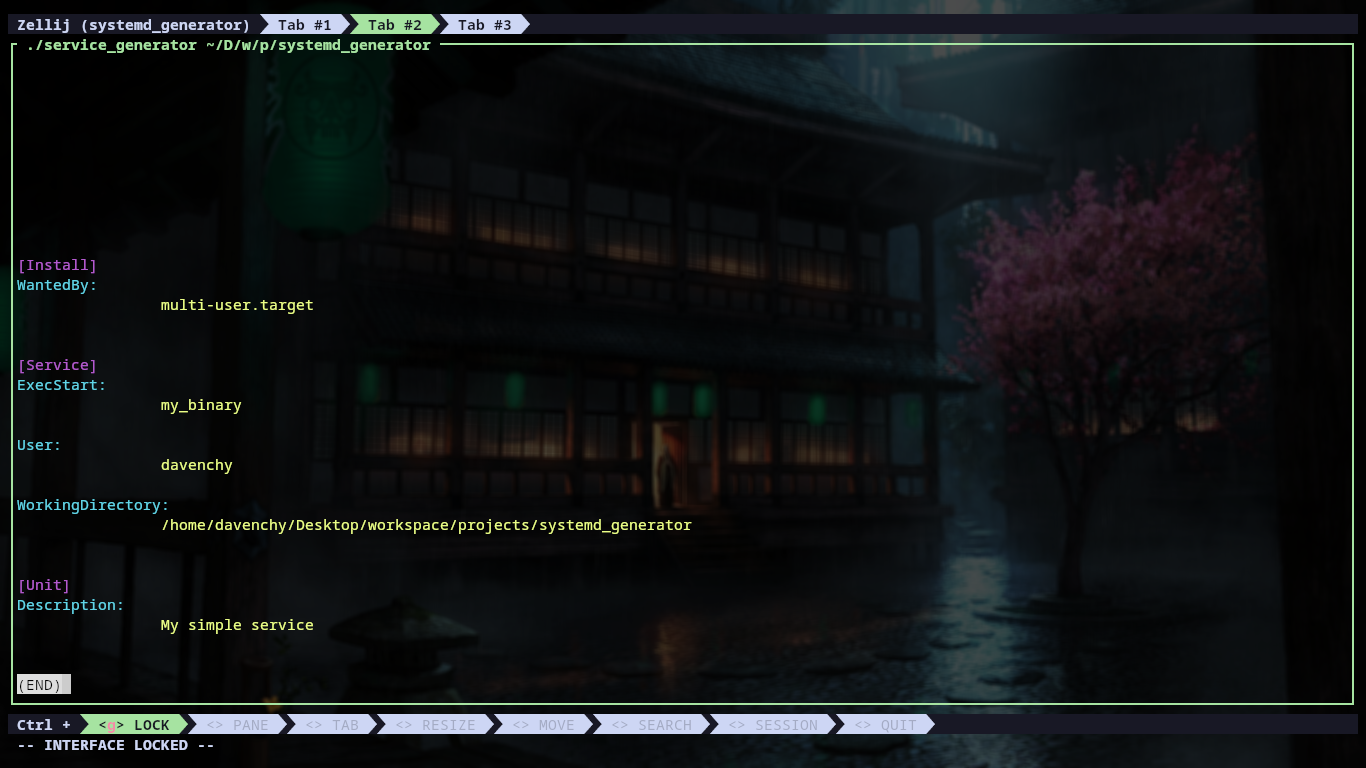 Zellij (systemd_generator) Tab #1 Tab #2 Tab #3
./service_generator ~/D/w/p/systemd_generator
[Install]
WantedBy:
multi-user.target
[Service]
ExecStart:
my_binary
User:
davenchy
WorkingDirectory:
/home/davenchy/Desktop/workspace/projects/systemd_generator
[Unit]
Description:
My simple service
(END)
Ctrl + <g> LOCK <> PANE <> TAB <> RESIZE <> MOVE <> SEARCH <> SESSION <> QUIT
-- INTERFACE LOCKED --